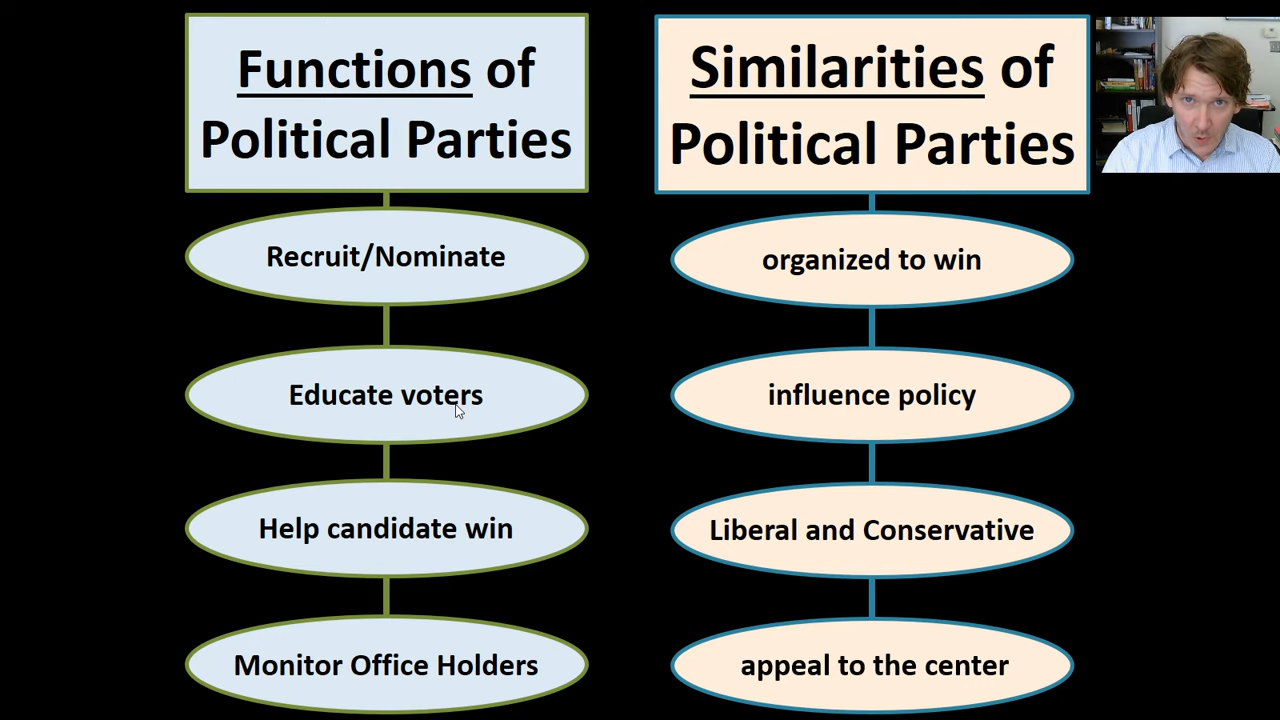 Functions of
Political Parties
Recruit/Nominate
Educate voters
Help candidate win
Monitor Office Holders
Similarities of
Political Parties
organized to win
influence policy
Liberal and Conservative
appeal to the center